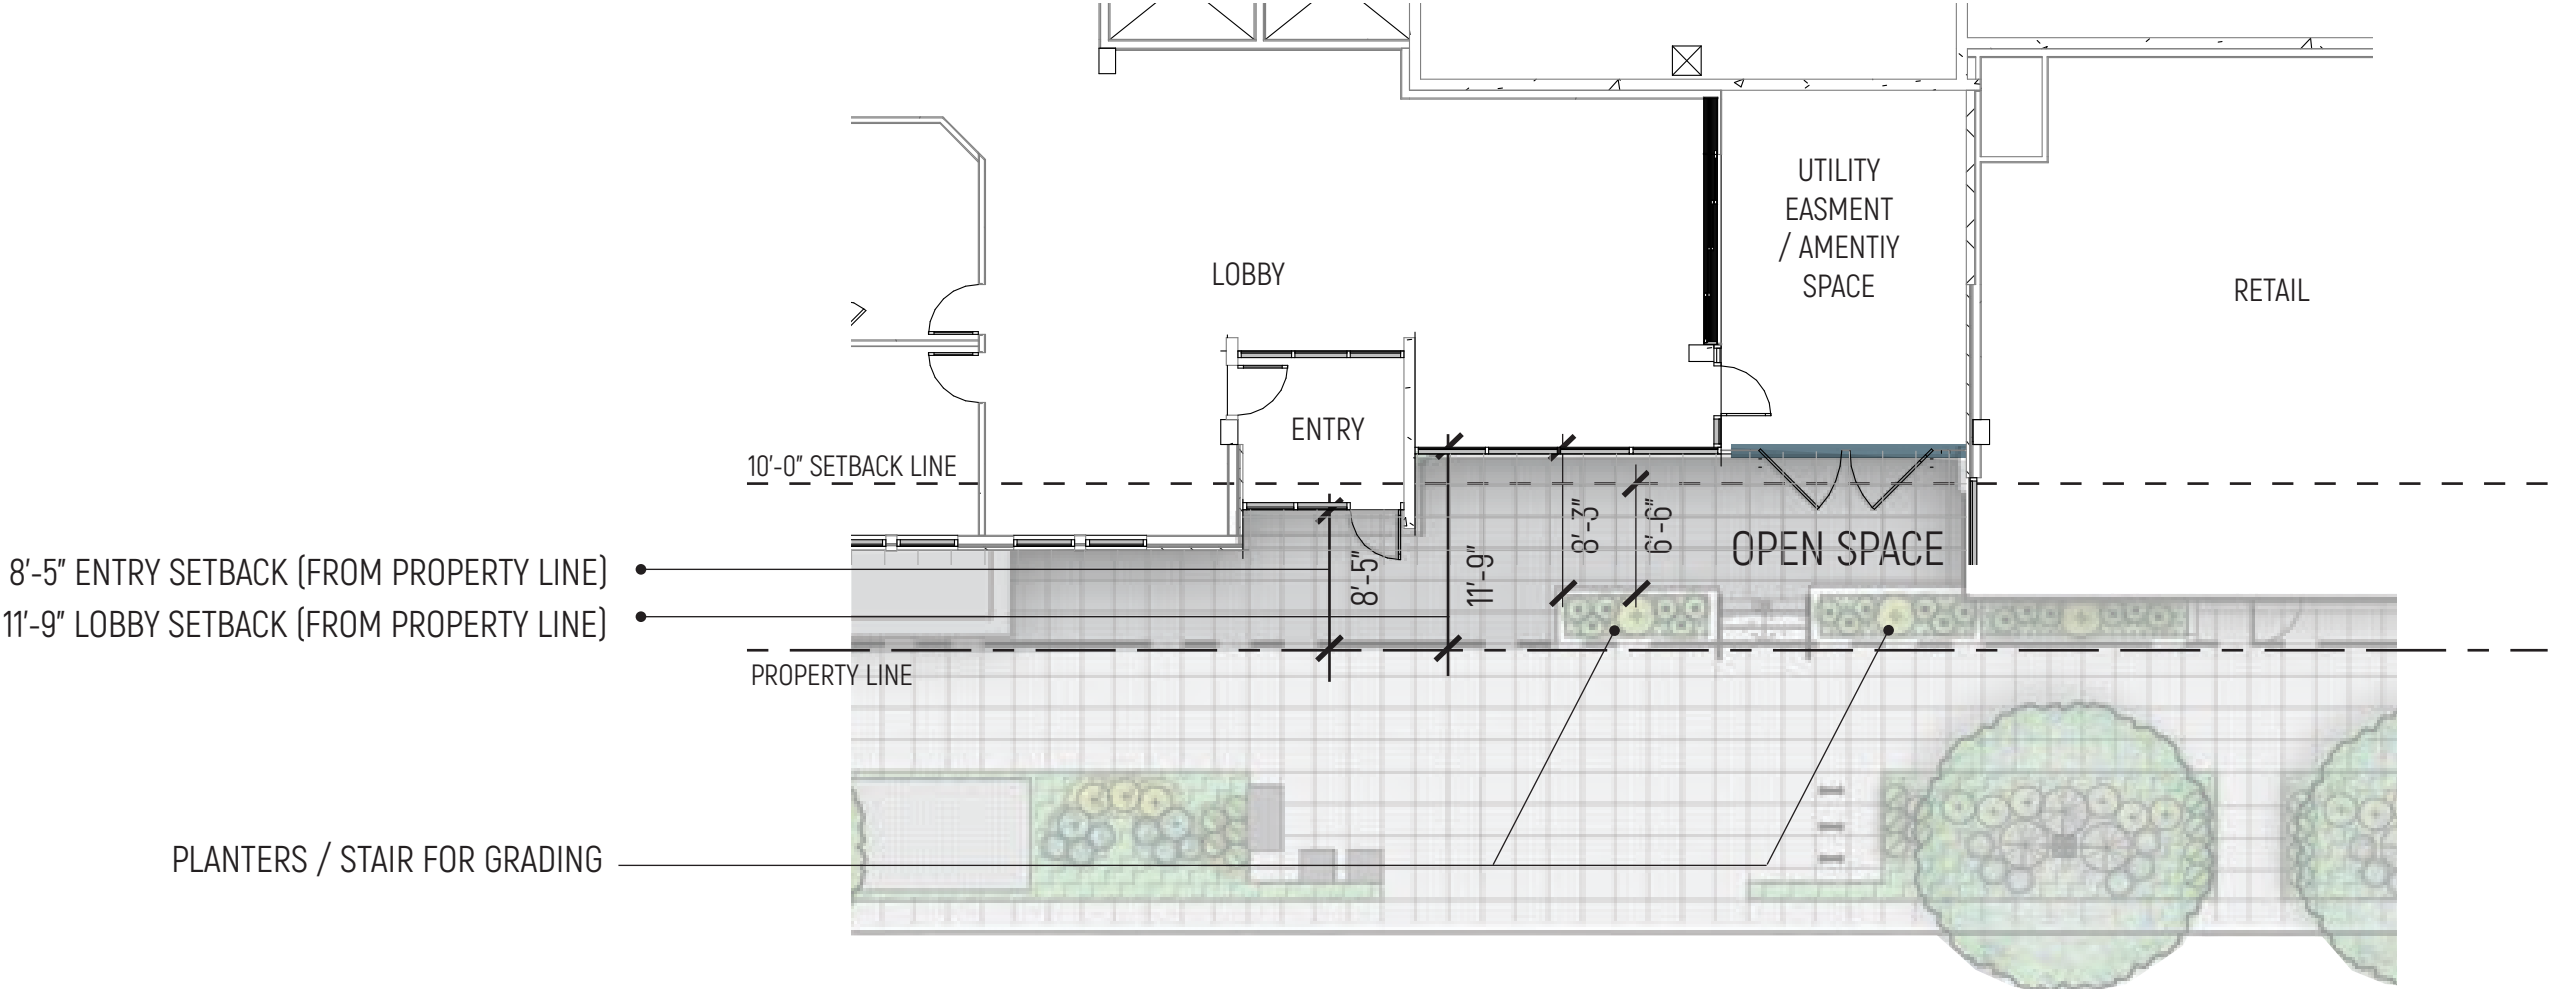 UTILITY
EASMENT
/ AMENTIY
SPACE
LOBBY
RETAIL
ENTRY
10'-0" SETBACK LINE
8'-3"
6'-6"
OPEN SPACE
8'-5" ENTRY SETBACK (FROM PROPERTY LINE)
8'-5"
11'-9"
11'-9" LOBBY SETBACK (FROM PROPERTY LINE)
PROPERTY LINE
PLANTERS / STAIR FOR GRADING